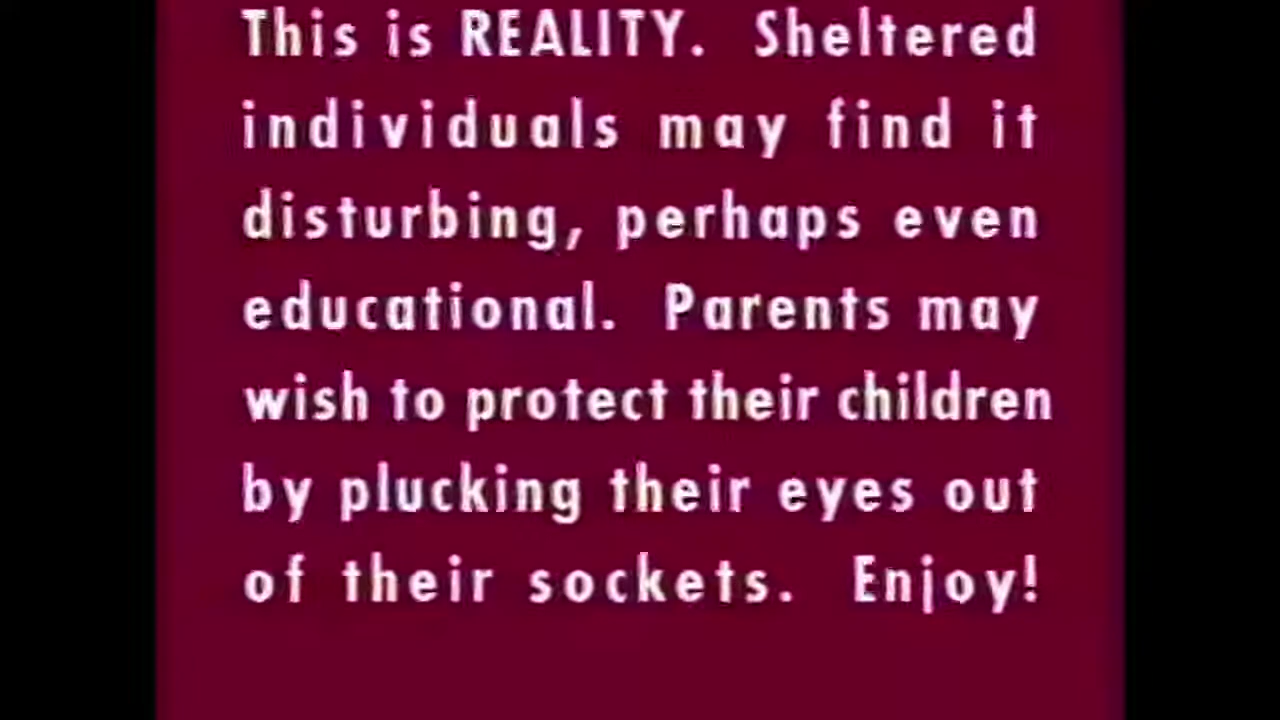 This is REALITY. Sheltered
individuals may find it
disturbing, perhaps even
educational. Parents may
wish to protect their children
by plucking their eyes out
of their sockets. Enjoy!